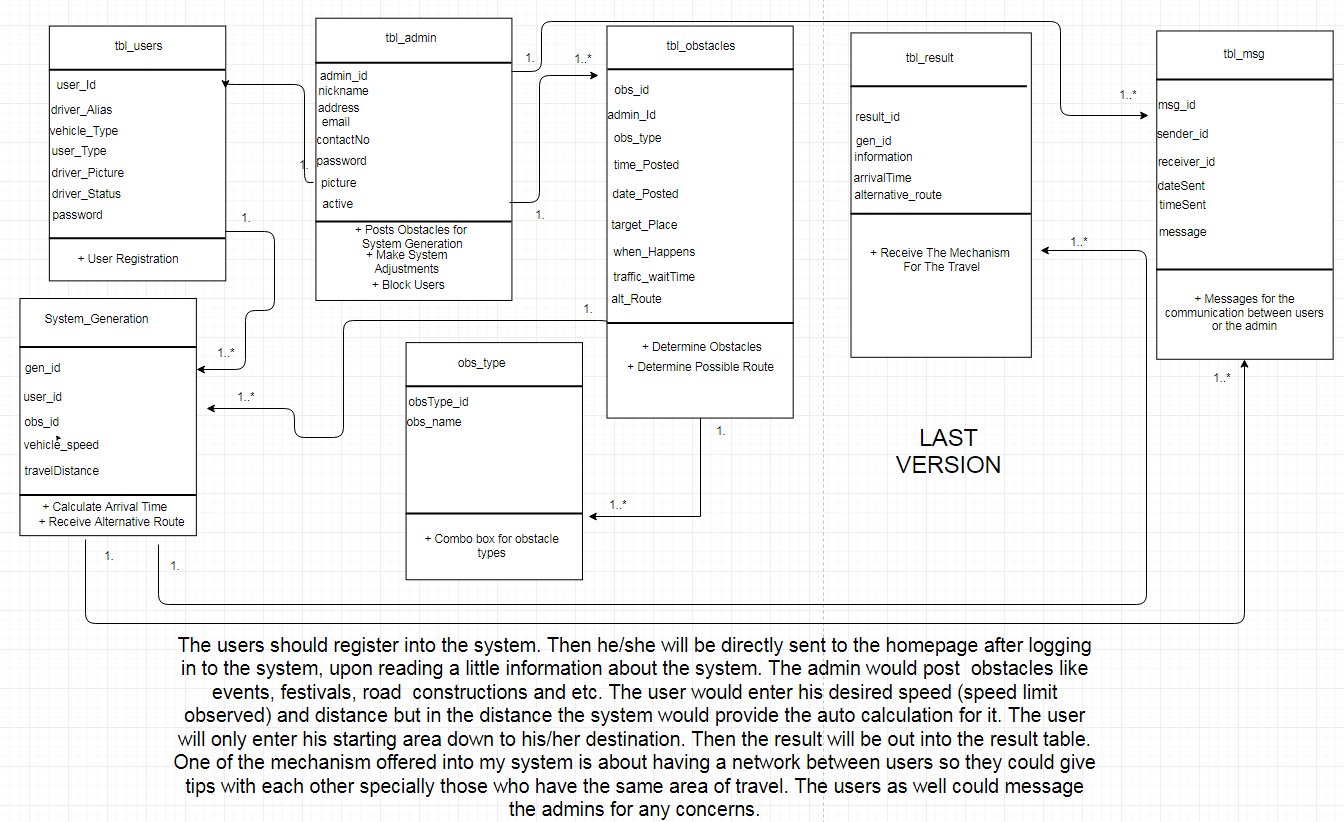 tbl_users
user_Id
driver_Alias
vehicle_Type
user_Type
driver_Picture
driver_Status
password
+ User Registration
1.
tbl_admin
admin_id
nickname
address
email
contactNo
password
picture
active
+ Posts Obstacles for
System Generation
+ Make System
Adjustments
+ Block Users
1.
1.
1.
1..*
tbl_obstacles
obs_id
admin_Id
obs_type
time_Posted
date_Posted
target_Place
when_Happens
traffic_waitTime
alt_Route
+ Determine Obstacles
+ Determine Possible Route
1.
1.
tbl_result
result_id
gen_id
information
arrivalTime
alternative_route
+ Receive The Mechanism
For The Travel
1..*
1..*
tbl_msg
msg_id
sender_id
receiver_id
dateSent
timeSent
message
+ Messages for the
communication between users
or the admin
1..*
System_Generation
gen_id
user_id
obs_id
vehicle_speed
travelDistance
+ Calculate Arrival Time
+ Receive Alternative Route
1..*
1..*
1.
1.
obs_type
obsType_id
obs_name
+ Combo box for obstacle
types
1..*
LAST
VERSION
The users should register into the system. Then he/she will be directly sent to the homepage after logging
in to the system, upon reading a little information about the system. The admin would post obstacles like
events, festivals, road constructions and etc. The user would enter his desired speed (speed limit
observed) and distance but in the distance the system would provide the auto calculation for it. The user
will only enter his starting area down to his/her destination. Then the result will be out into the result table.
One of the mechanism offered into my system is about having a network between users so they could give
tips with each other specially those who have the same area of travel. The users as well could message
the admins for any concerns.